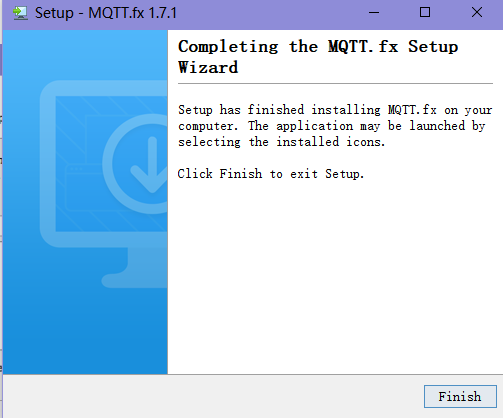 Setup - MQTT.fx 1.7.1
Completing the MQTT.fx Setup
Wizard
Setup has finished installing MQTT.fx on your
computer. The application may be launched by
selecting the installed icons.
Click Finish to exit Setup.
Finish